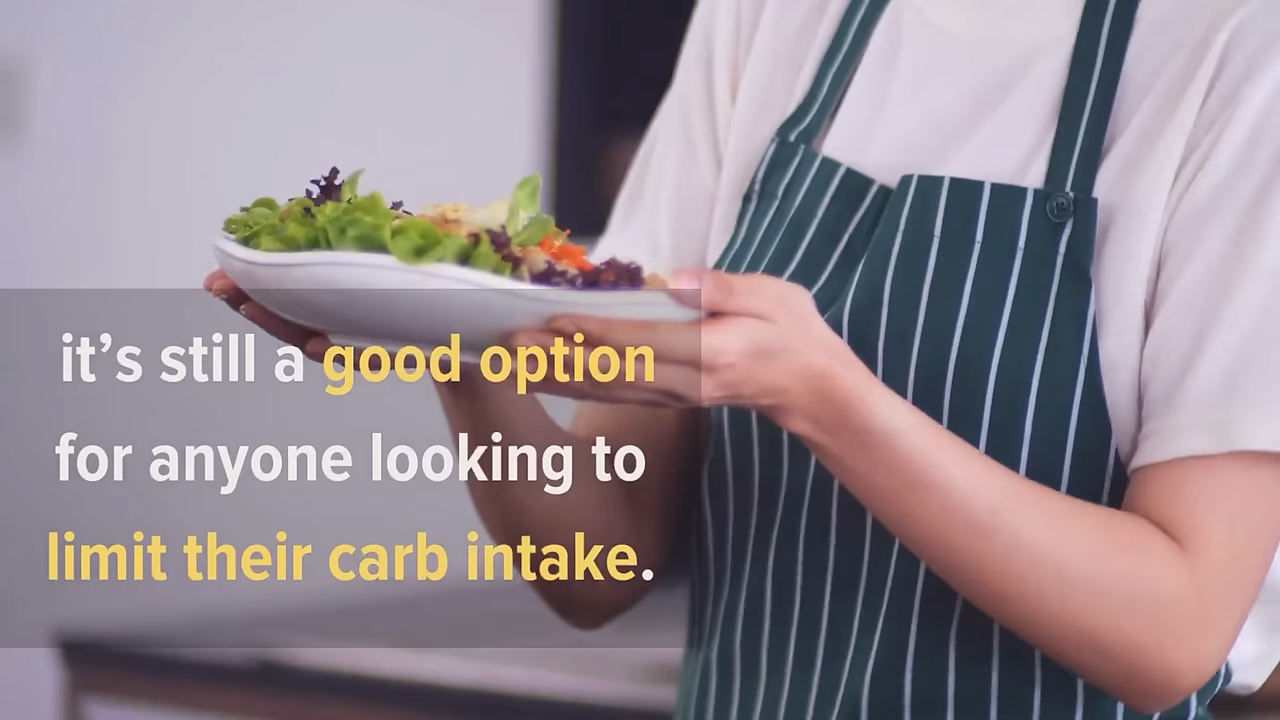 it’s still a good option
for anyone looking to
limit their carb intake.